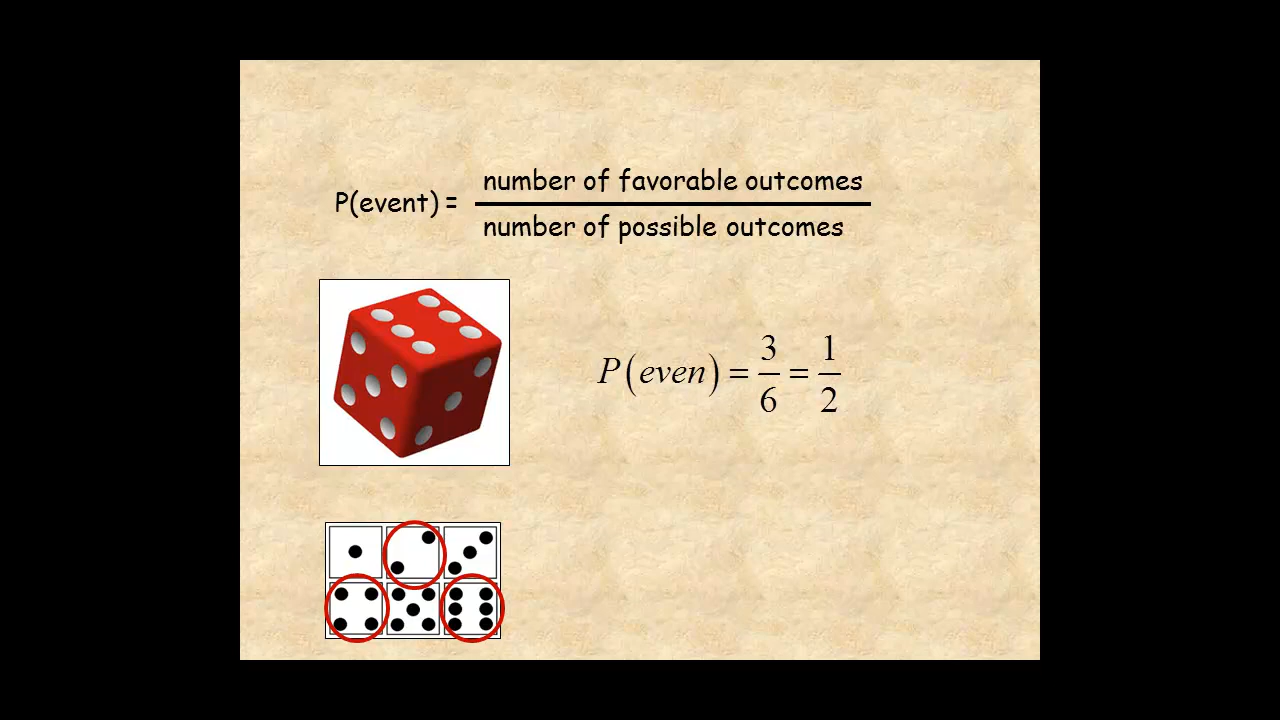 number of favorable outcomes
P(event) =
number of possible outcomes
P(even) = 3/6 = 1/2